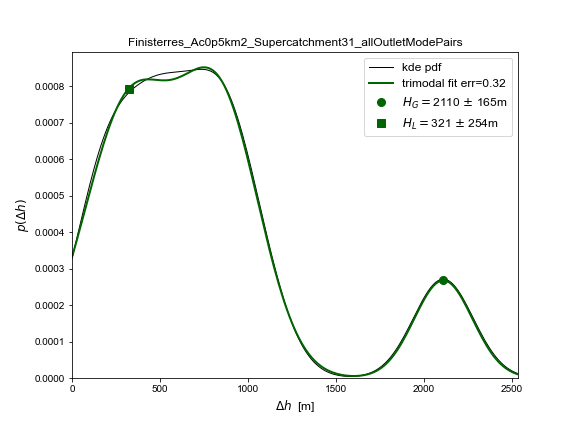 Finisterres_Ac0p5km2_Supercatchment31_allOutletModePairs
kde pdf
trimodal fit err=0.32
H_G = 2110 ± 165m
H_L = 321 ± 254m
p(Δh)
0.0008
0.0007
0.0006
0.0005
0.0004
0.0003
0.0002
0.0001
0.0000
0 500 1000 1500 2000 2500
Δh [m]